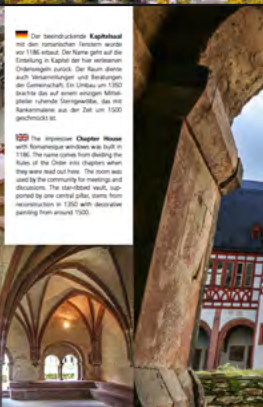 Der beeindruckende Kapitelsaal
mit den romanischen Fenstern wurde
vor 1186 erbaut. Der Name geht auf die
Einteilung in Kapitel der hier verlesenen
Ordensregeln zurück. Der Raum diente
auch Versammlungen und Beratungen
der Gemeinschaft. Ein Umbau um 1350
brachte das auf einem einzigen Mittel-
pfeiler ruhende Sterngewölbe, das mit
Rankenmalerei aus der Zeit um 1500
geschmückt ist.
The impressive Chapter House
with Romanesque windows was built in
1186. The name comes from dividing the
Rules of the Order into chapters when
they were read out here. The room was
used by the community for meetings and
discussions. The star-ribbed vault, sup-
ported by one central pillar, stems from
reconstruction in 1350 with decorative
painting from around 1500.